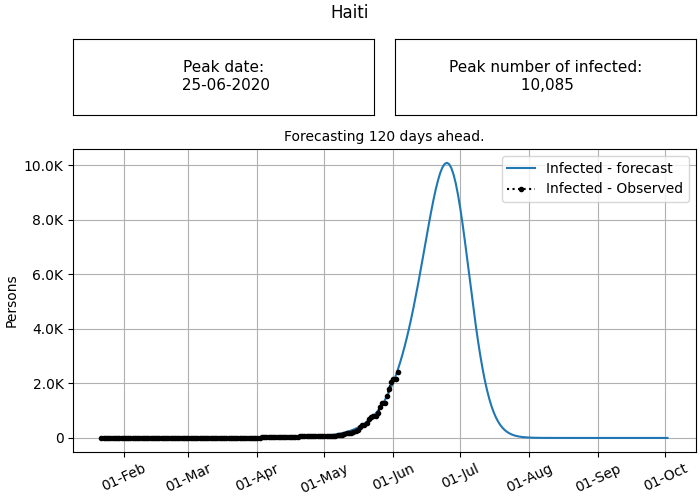 Haiti
Peak date:
25-06-2020
Peak number of infected:
10,085
Forecasting 120 days ahead.
Infected - forecast
Infected - Observed
10.0K
8.0K
6.0K
4.0K
2.0K
0
Persons
01-Feb
01-Mar
01-Apr
01-May
01-Jun
01-Jul
01-Aug
01-Sep
01-Oct